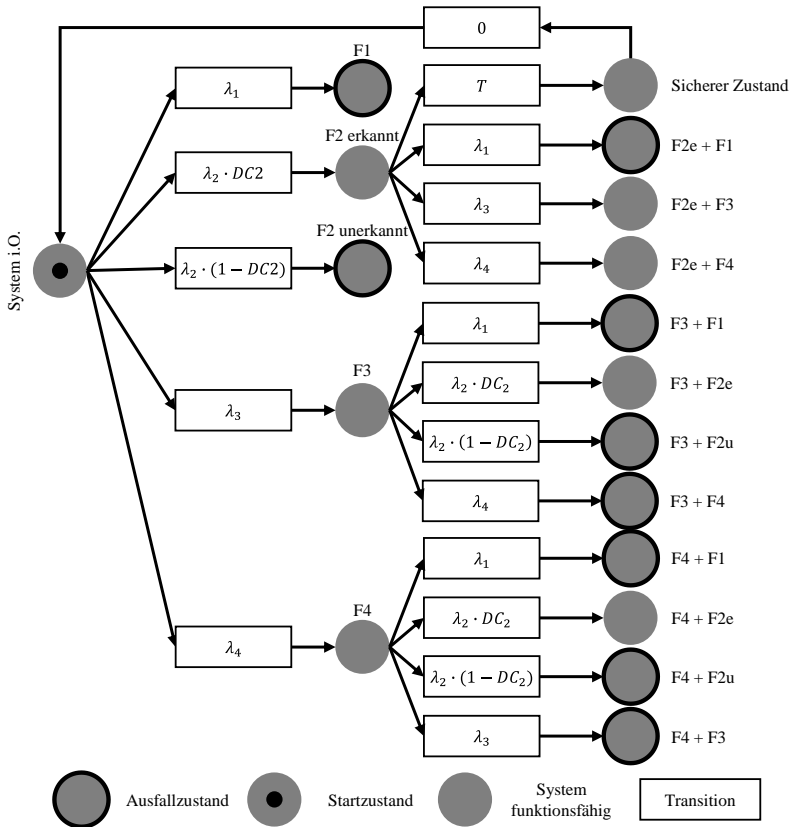 0
F1
λ₁
T
Sicherer Zustand
F2 erkannt
λ₂ · DC2
λ₁
F2e + F1
λ₃
F2e + F3
F2 unerkannt
System i.O.
λ₂ · (1 − DC2)
λ₄
F2e + F4
λ₁
F3 + F1
F3
λ₃
λ₂ · DC₂
F3 + F2e
λ₂ · (1 − DC₂)
F3 + F2u
λ₄
F3 + F4
λ₁
F4 + F1
F4
λ₄
λ₂ · DC₂
F4 + F2e
λ₂ · (1 − DC₂)
F4 + F2u
λ₃
F4 + F3
Ausfallzustand
Startzustand
System
funktionsfähig
Transition